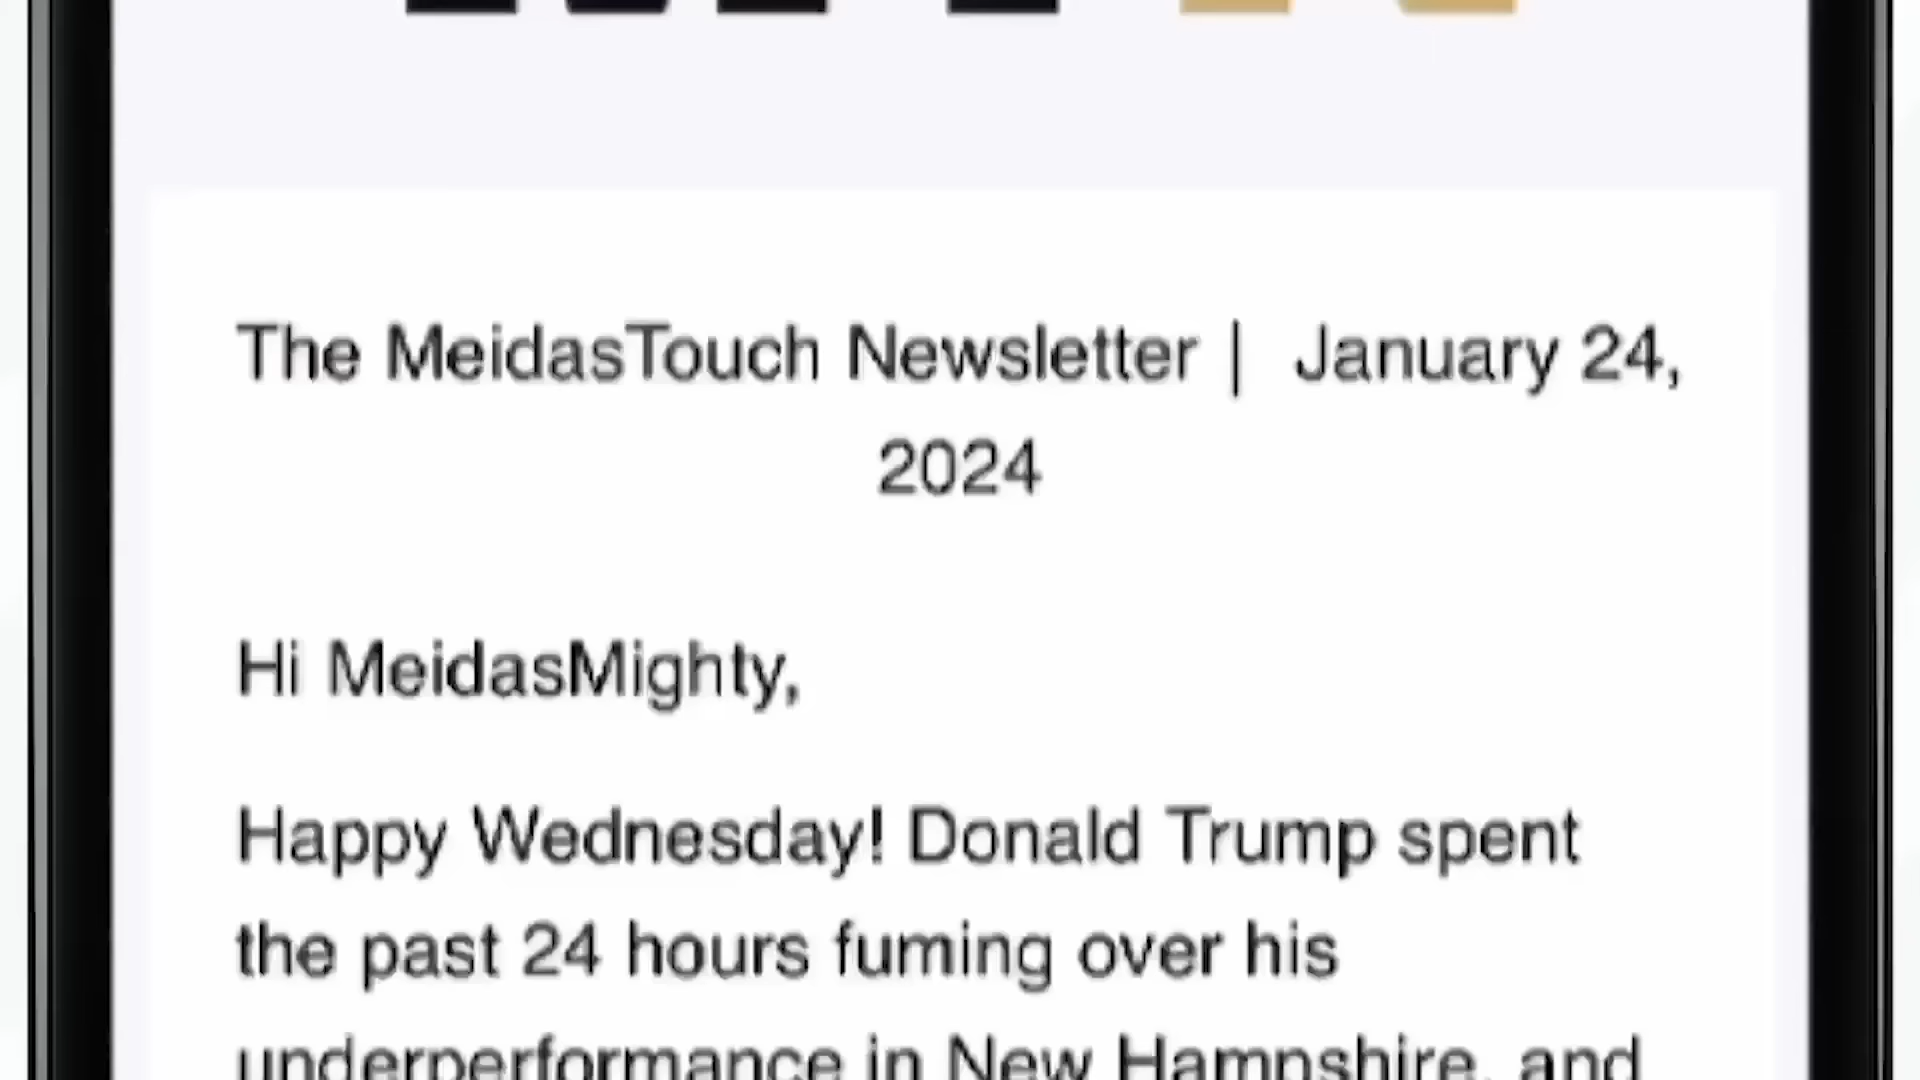 The MeidasTouch Newsletter | January 24,
2024
Hi MeidasMighty,
Happy Wednesday! Donald Trump spent
the past 24 hours fuming over his
underperformance in New Hampshire, and